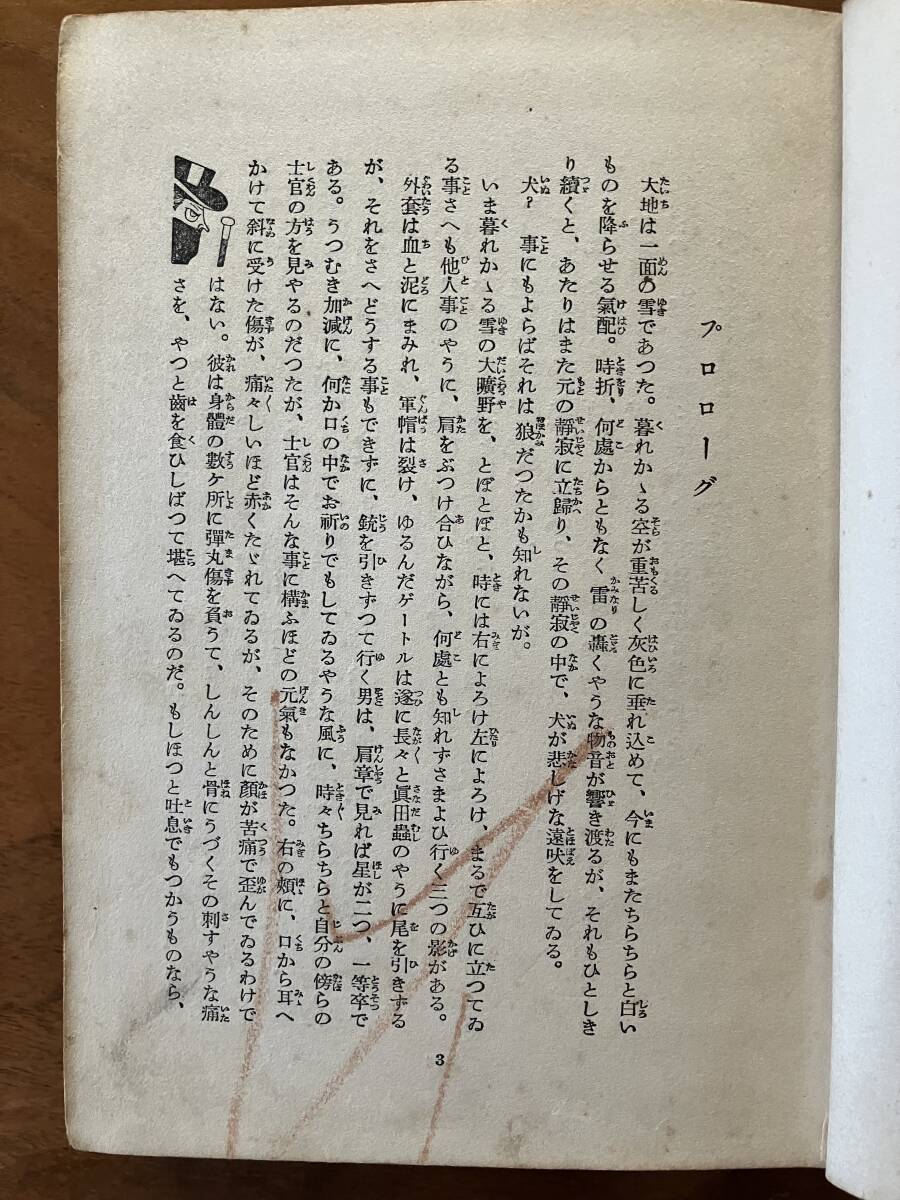 プロローグ
大地は一面の雪であつた。暮れかゝる空が重苦しく灰色に垂れ込めて、今にもまたちらちらと白い
ものを降らせる氣配。時折、何處からともなく雷の轟くやうな物音が響き渡るが、それもひとしき
り續くと、あたりはまた元の靜寂に立歸り、その靜寂の中で、犬が悲しげな遠吠をしてゐる。
犬？　事にもよらばそれは狼だつたかも知れないが。
いま暮れかゝる雪の大曠野を、とぼとぼと、時には右によろけ左によろけ、まるで互ひに立つてゐ
る事さへも他人事のやうに、肩をぶつけ合ひながら、何處とも知れずさまよひ行く三つの影がある。
外套は血と泥にまみれ、軍帽は裂け、ゆるんだゲートルは遂に長々と眞田蟲のやうに尾を引きずる
が、それをさへどうする事もできずに、銃を引きずつて行く男は、肩章で見れば星が二つ、一等卒で
ある。うつむき加減に、何か口の中でお祈りでもしてゐるやうな風に、時々ちらちらと自分の傍らの
士官の方を見やるのだつたが、士官はそんな事に構ふほどの元氣もなかつた。右の頰に、口から耳へ
かけて斜に受けた傷が、痛々しいほど赤くたゞれてゐるが、そのために顏が苦痛で歪んでゐるわけで
はない。彼は身體の數ケ所に彈丸傷を負うて、しんしんと骨にうづくその刺すやうな痛
さを、やつと齒を食ひしばつて堪へてゐるのだ。もしほつと吐息でもつかうものなら、
3